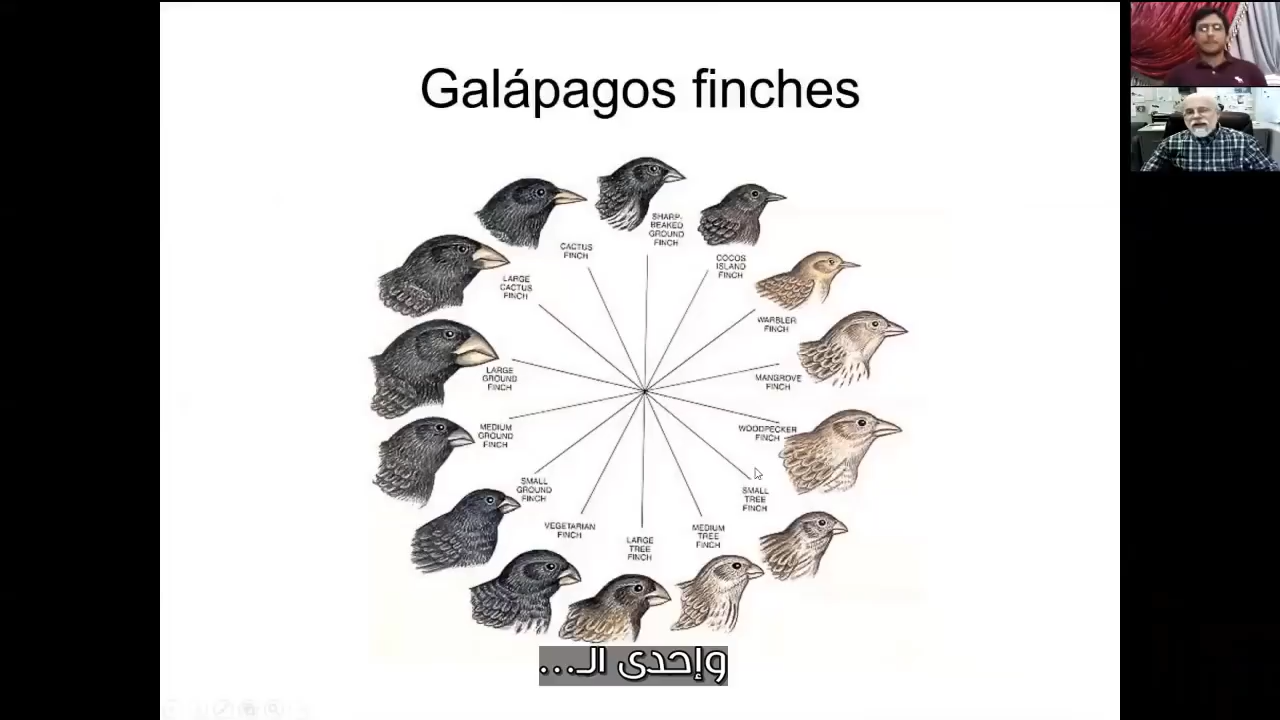 Galápagos finches
SHARP-
BEAKED
GROUND
FINCH
CACTUS
FINCH
COCOS
ISLAND
FINCH
LARGE
CACTUS
FINCH
WARBLER
FINCH
LARGE
GROUND
FINCH
MANGROVE
FINCH
MEDIUM
GROUND
FINCH
WOODPECKER
FINCH
SMALL
GROUND
FINCH
SMALL
TREE
FINCH
VEGETARIAN
FINCH
LARGE
TREE
FINCH
MEDIUM
TREE
FINCH
وإحدى الـ...